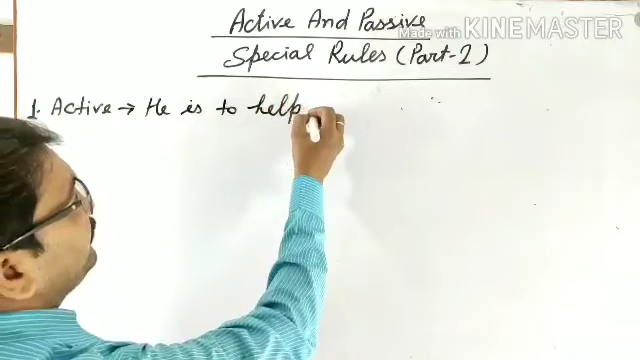 Active And Passive
Made with KINEMASTER
Special Rules (Part-2)
1. Active → He is to help